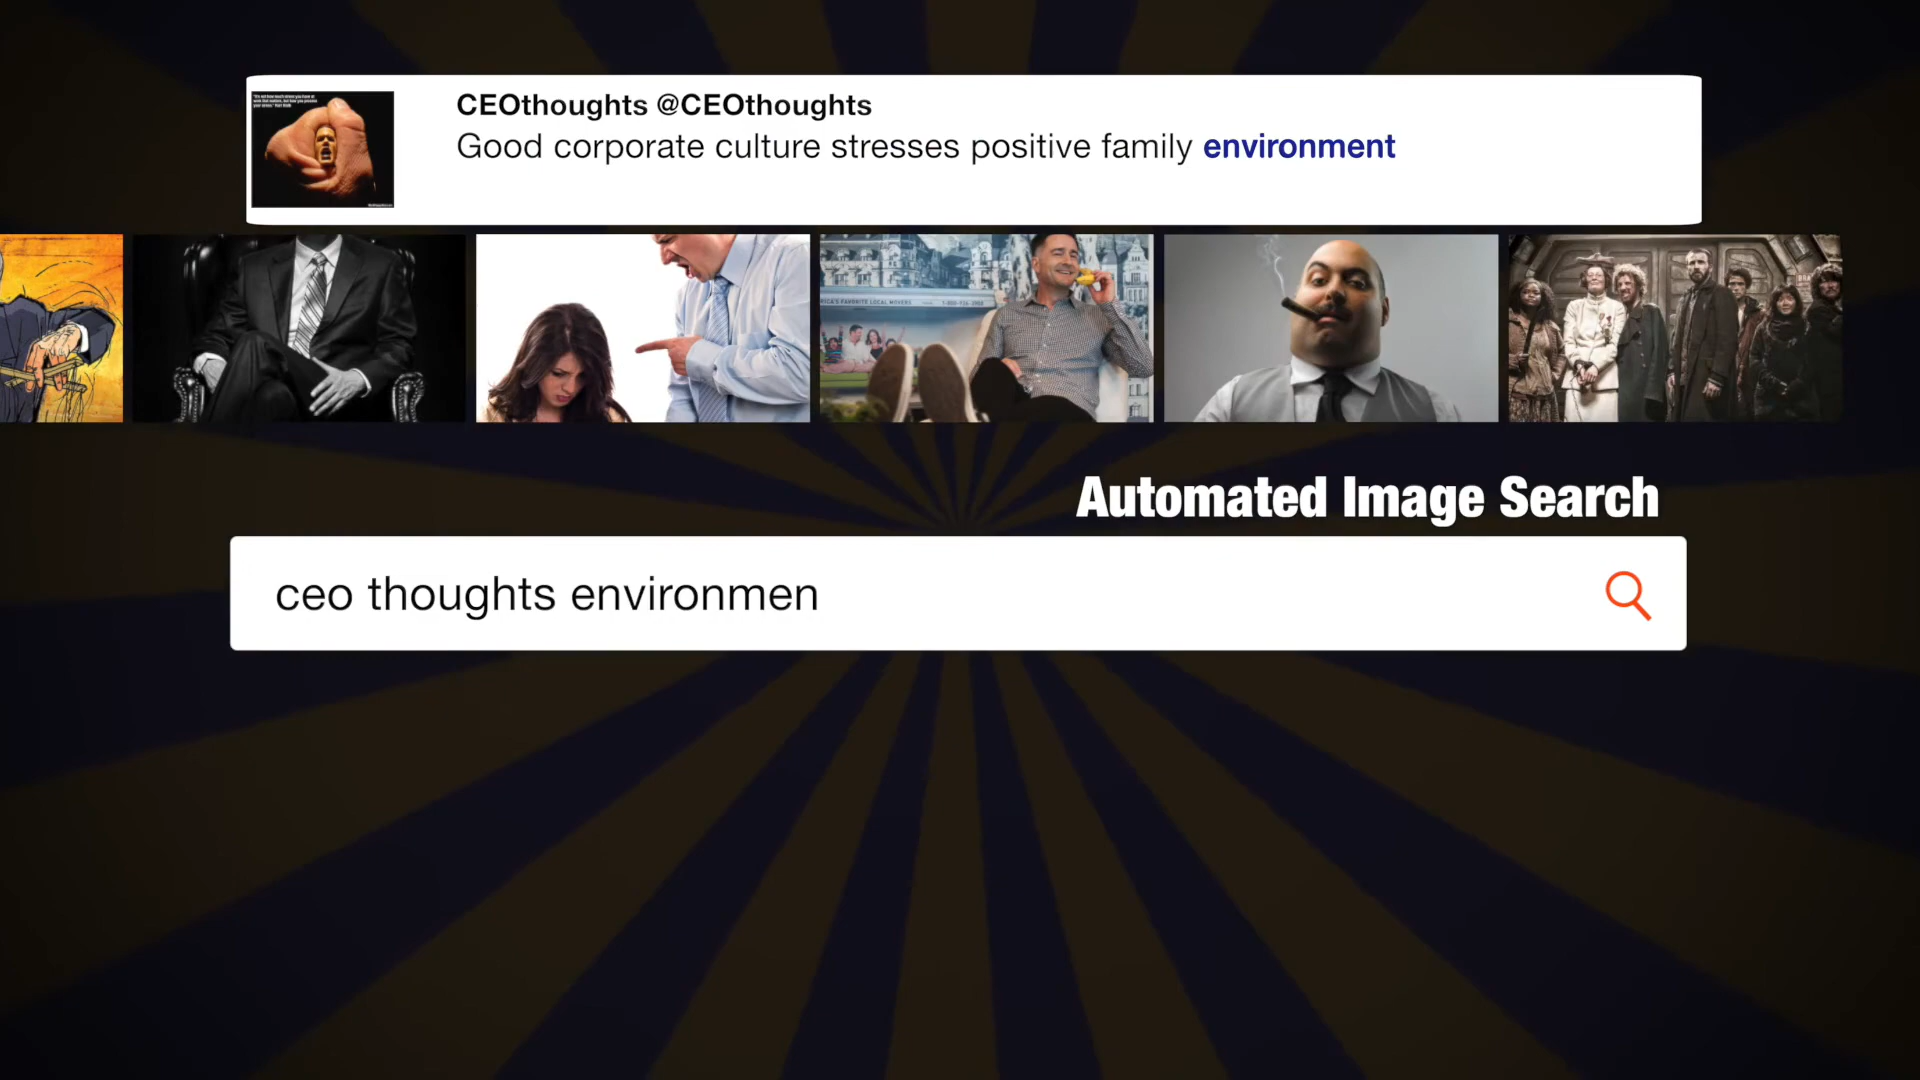 CEOthoughts @CEOthoughts
Good corporate culture stresses positive family environment
Automated Image Search
ceo thoughts environmen